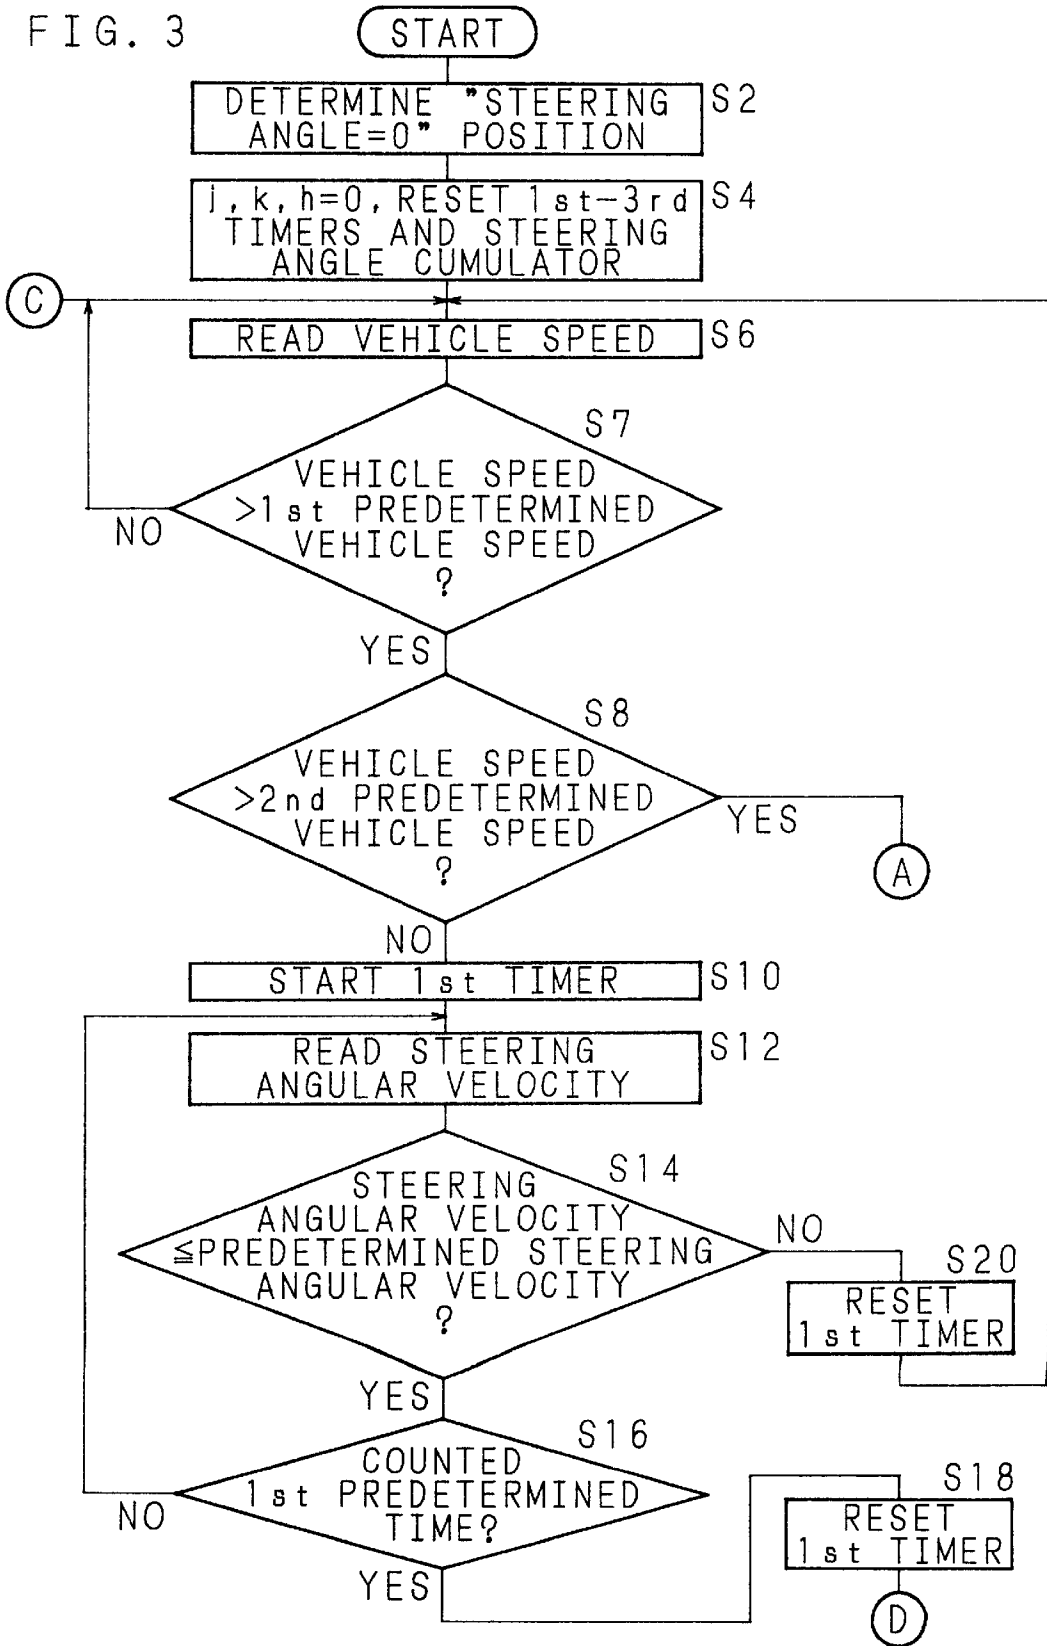 FIG. 3
START
DETERMINE "STEERING
ANGLE=0" POSITION
S2
j, k, h=0, RESET 1st-3rd
TIMERS AND STEERING
ANGLE CUMULATOR
S4
C
READ VEHICLE SPEED
S6
S7
VEHICLE SPEED
>1st PREDETERMINED
VEHICLE SPEED
?
NO
YES
S8
VEHICLE SPEED
>2nd PREDETERMINED
VEHICLE SPEED
?
YES
A
NO
START 1st TIMER
S10
READ STEERING
ANGULAR VELOCITY
S12
S14
STEERING
ANGULAR VELOCITY
≦PREDETERMINED STEERING
ANGULAR VELOCITY
?
NO
S20
RESET
1st TIMER
YES
S16
COUNTED
1st PREDETERMINED
TIME?
NO
YES
S18
RESET
1st TIMER
D